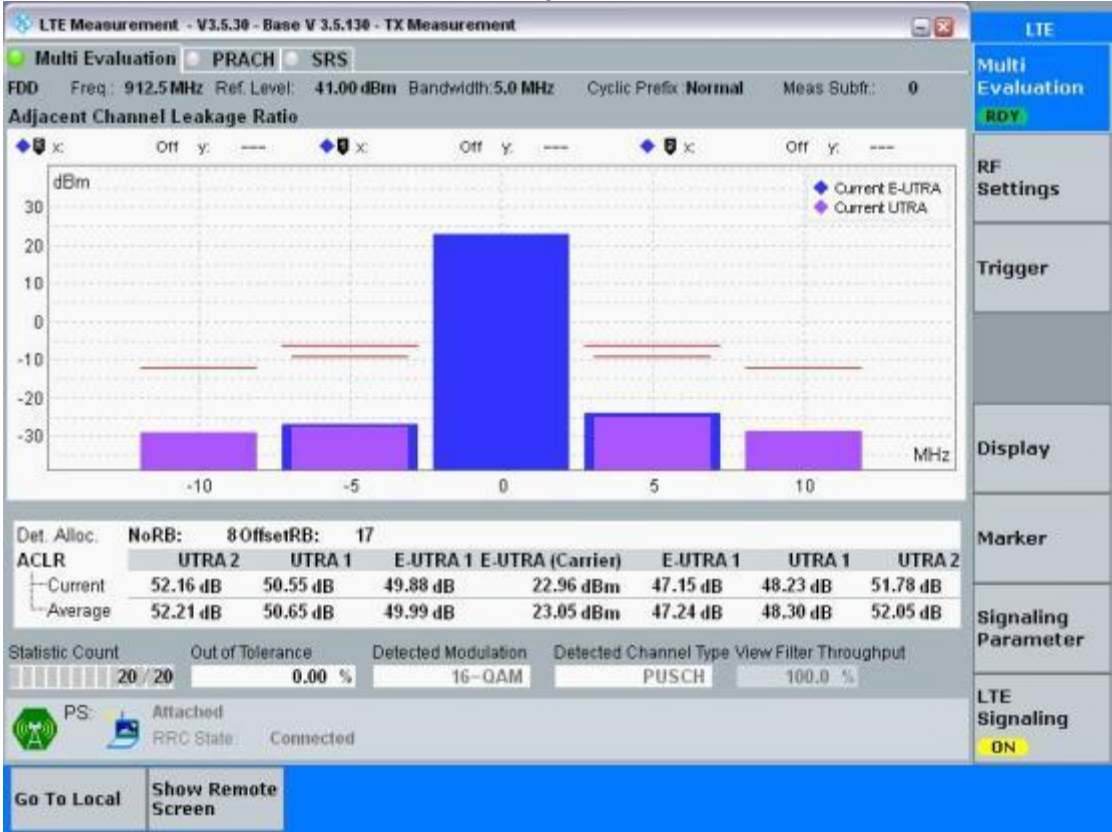 LTE Measurement - V3.5.30 - Base V 3.5.130 - TX Measurement
LTE
Multi Evaluation PRACH SRS
Multi
Evaluation
RDY
FDD Freq.: 912.5 MHz Ref. Level: 41.00 dBm Bandwidth: 5.0 MHz Cyclic Prefix: Normal Meas Subfr.: 0
Adjacent Channel Leakage Ratio
x: Off y: --- x: Off y: --- x: Off y: ---
dBm
Current E-UTRA
Current UTRA
30
20
10
0
-10
-20
-30
MHz
-10 -5 0 5 10
RF
Settings
Trigger
Display
Marker
Signaling
Parameter
LTE
Signaling
ON
Det. Alloc. NoRB: 8 OffsetRB: 17
ACLR UTRA 2 UTRA 1 E-UTRA 1 E-UTRA (Carrier) E-UTRA 1 UTRA 1 UTRA 2
Current 52.16 dB 50.55 dB 49.88 dB 22.96 dBm 47.15 dB 48.23 dB 51.78 dB
Average 52.21 dB 50.65 dB 49.99 dB 23.05 dBm 47.24 dB 48.30 dB 52.05 dB
Statistic Count Out of Tolerance Detected Modulation Detected Channel Type View Filter Throughput
20 / 20 0.00 % 16-QAM PUSCH 100.0 %
PS: Attached
RRC State: Connected
Go To Local
Show Remote
Screen